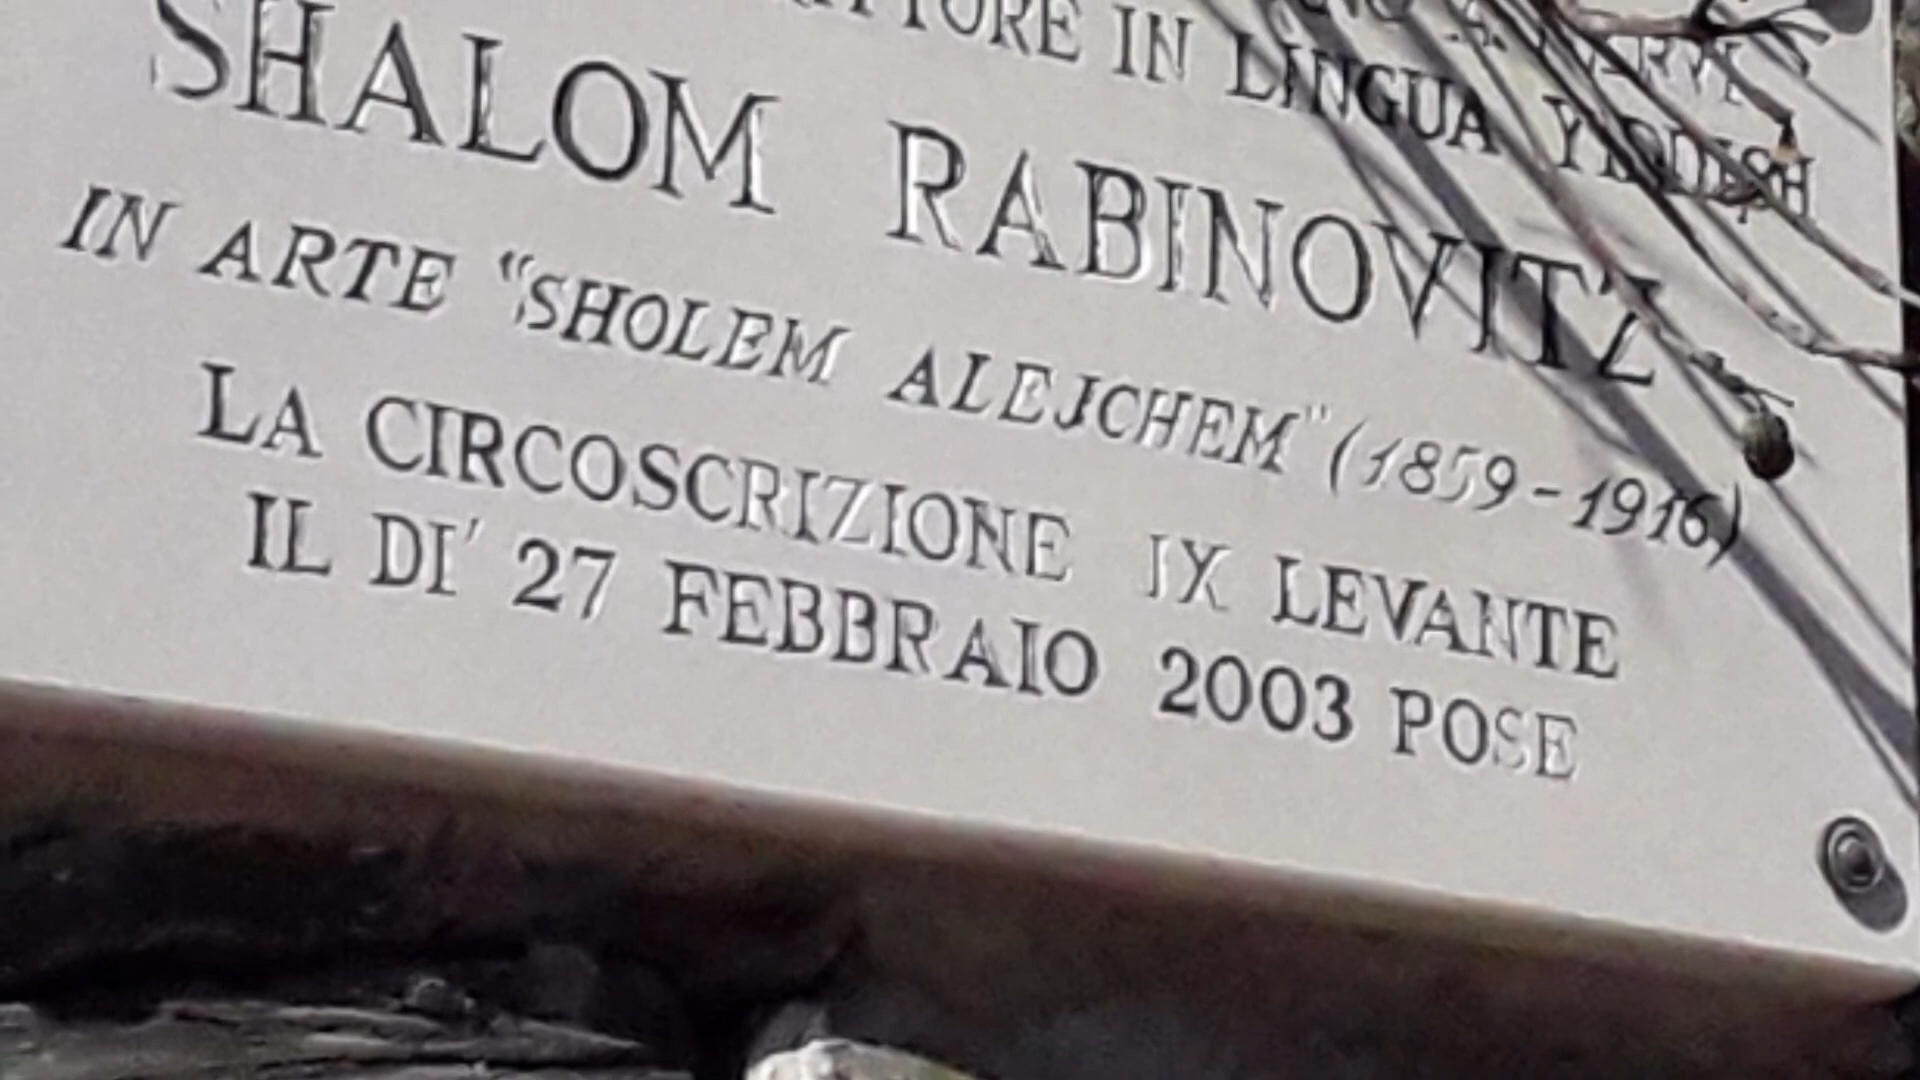 IN LINGUA YIDDISH
SHALOM RABINOVITZ
IN ARTE "SHOLEM ALEJCHEM" (1859-1916)
LA CIRCOSCRIZIONE IX LEVANTE
IL DI' 27 FEBBRAIO 2003 POSE